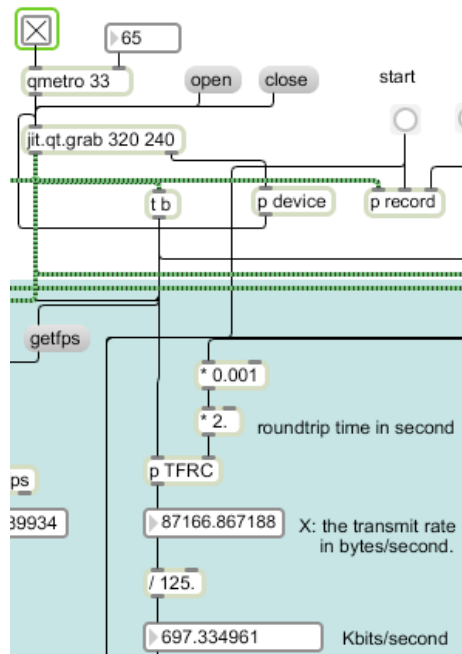 65
qmetro 33
open
close
start
jit.qt.grab 320 240
t b
p device
p record
getfps
* 0.001
* 2.
roundtrip time in second
p TFRC
ps
39934
87166.867188
X: the transmit rate
in bytes/second.
/ 125.
697.334961
Kbits/second